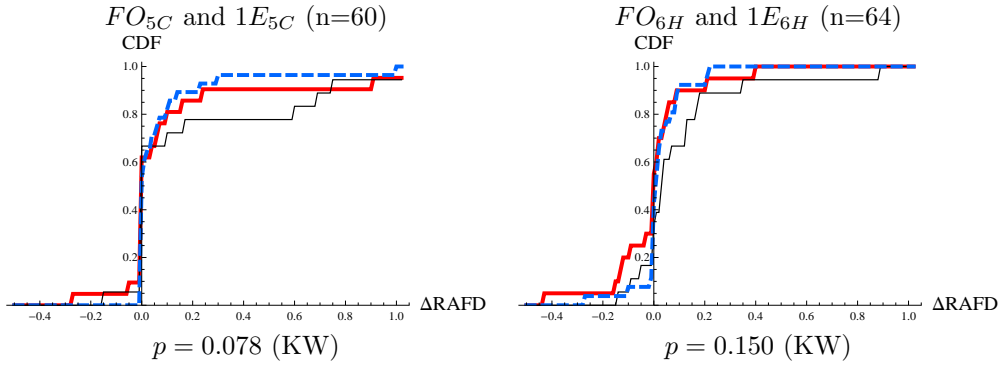 FO5C and 1E5C (n=60)
CDF
1.0
0.8
0.6
0.4
0.2
−0.4 −0.2 0.0 0.2 0.4 0.6 0.8 1.0
ΔRAFD
p = 0.078 (KW)
FO6H and 1E6H (n=64)
CDF
1.0
0.8
0.6
0.4
0.2
−0.4 −0.2 0.0 0.2 0.4 0.6 0.8 1.0
ΔRAFD
p = 0.150 (KW)